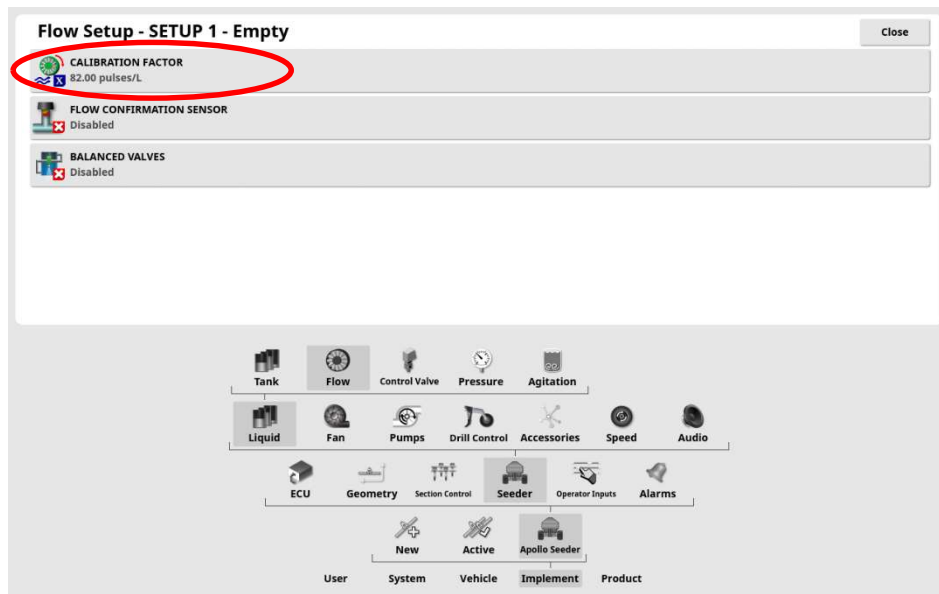 Flow Setup - SETUP 1 - Empty
Close
CALIBRATION FACTOR
82.00 pulses/L
FLOW CONFIRMATION SENSOR
Disabled
BALANCED VALVES
Disabled
Tank Flow Control Valve Pressure Agitation
Liquid Fan Pumps Drill Control Accessories Speed Audio
ECU Geometry Section Control Seeder Operator Inputs Alarms
New Active Apollo Seeder
User System Vehicle Implement Product